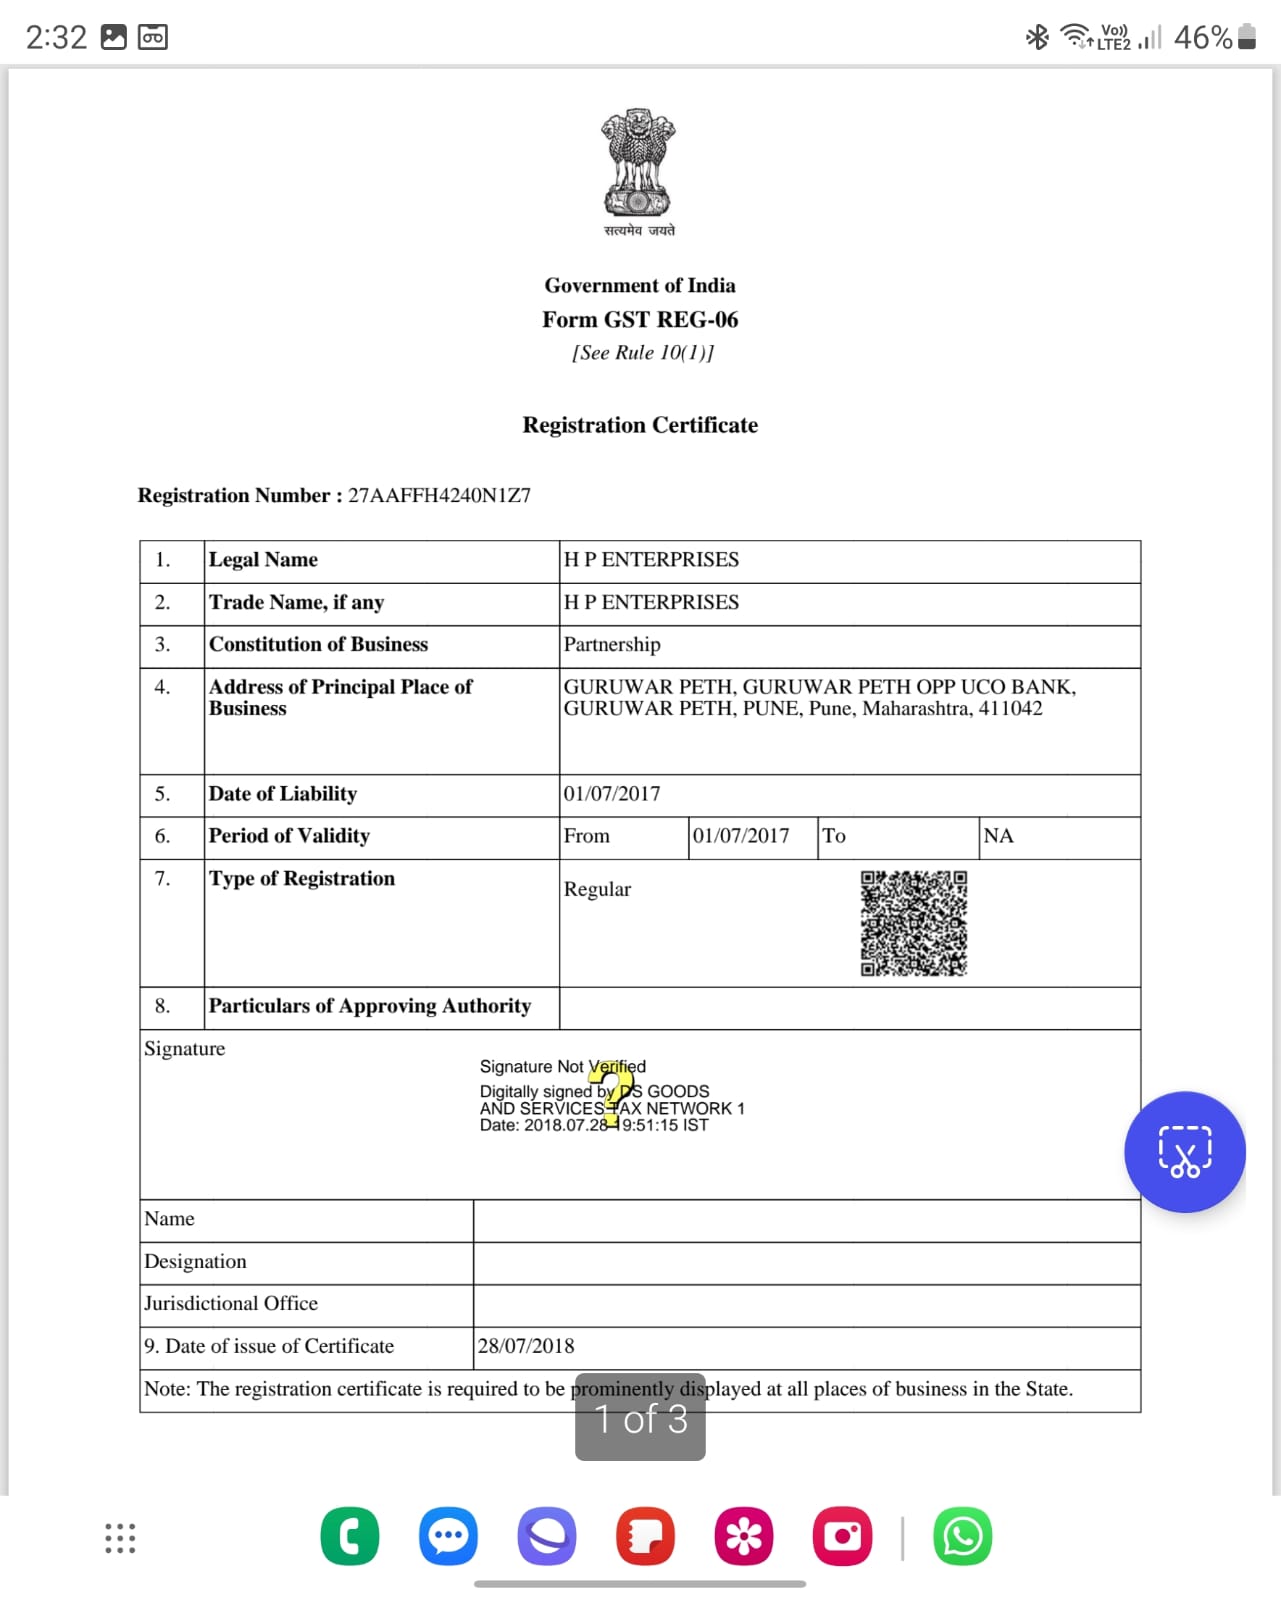 2:32
Vo)) LTE2 46%
सत्यमेव जयते
Government of India
Form GST REG-06
[See Rule 10(1)]
Registration Certificate
Registration Number : 27AAFFH4240N1Z7
1. Legal Name H P ENTERPRISES
2. Trade Name, if any H P ENTERPRISES
3. Constitution of Business Partnership
4. Address of Principal Place of Business GURUWAR PETH, GURUWAR PETH OPP UCO BANK,
GURUWAR PETH, PUNE, Pune, Maharashtra, 411042
5. Date of Liability 01/07/2017
6. Period of Validity From 01/07/2017 To NA
7. Type of Registration Regular
8. Particulars of Approving Authority
Signature
Signature Not Verified
Digitally signed by DS GOODS
AND SERVICES TAX NETWORK 1
Date: 2018.07.28 19:51:15 IST
Name
Designation
Jurisdictional Office
9. Date of issue of Certificate 28/07/2018
Note: The registration certificate is required to be prominently displayed at all places of business in the State.
1 of 3